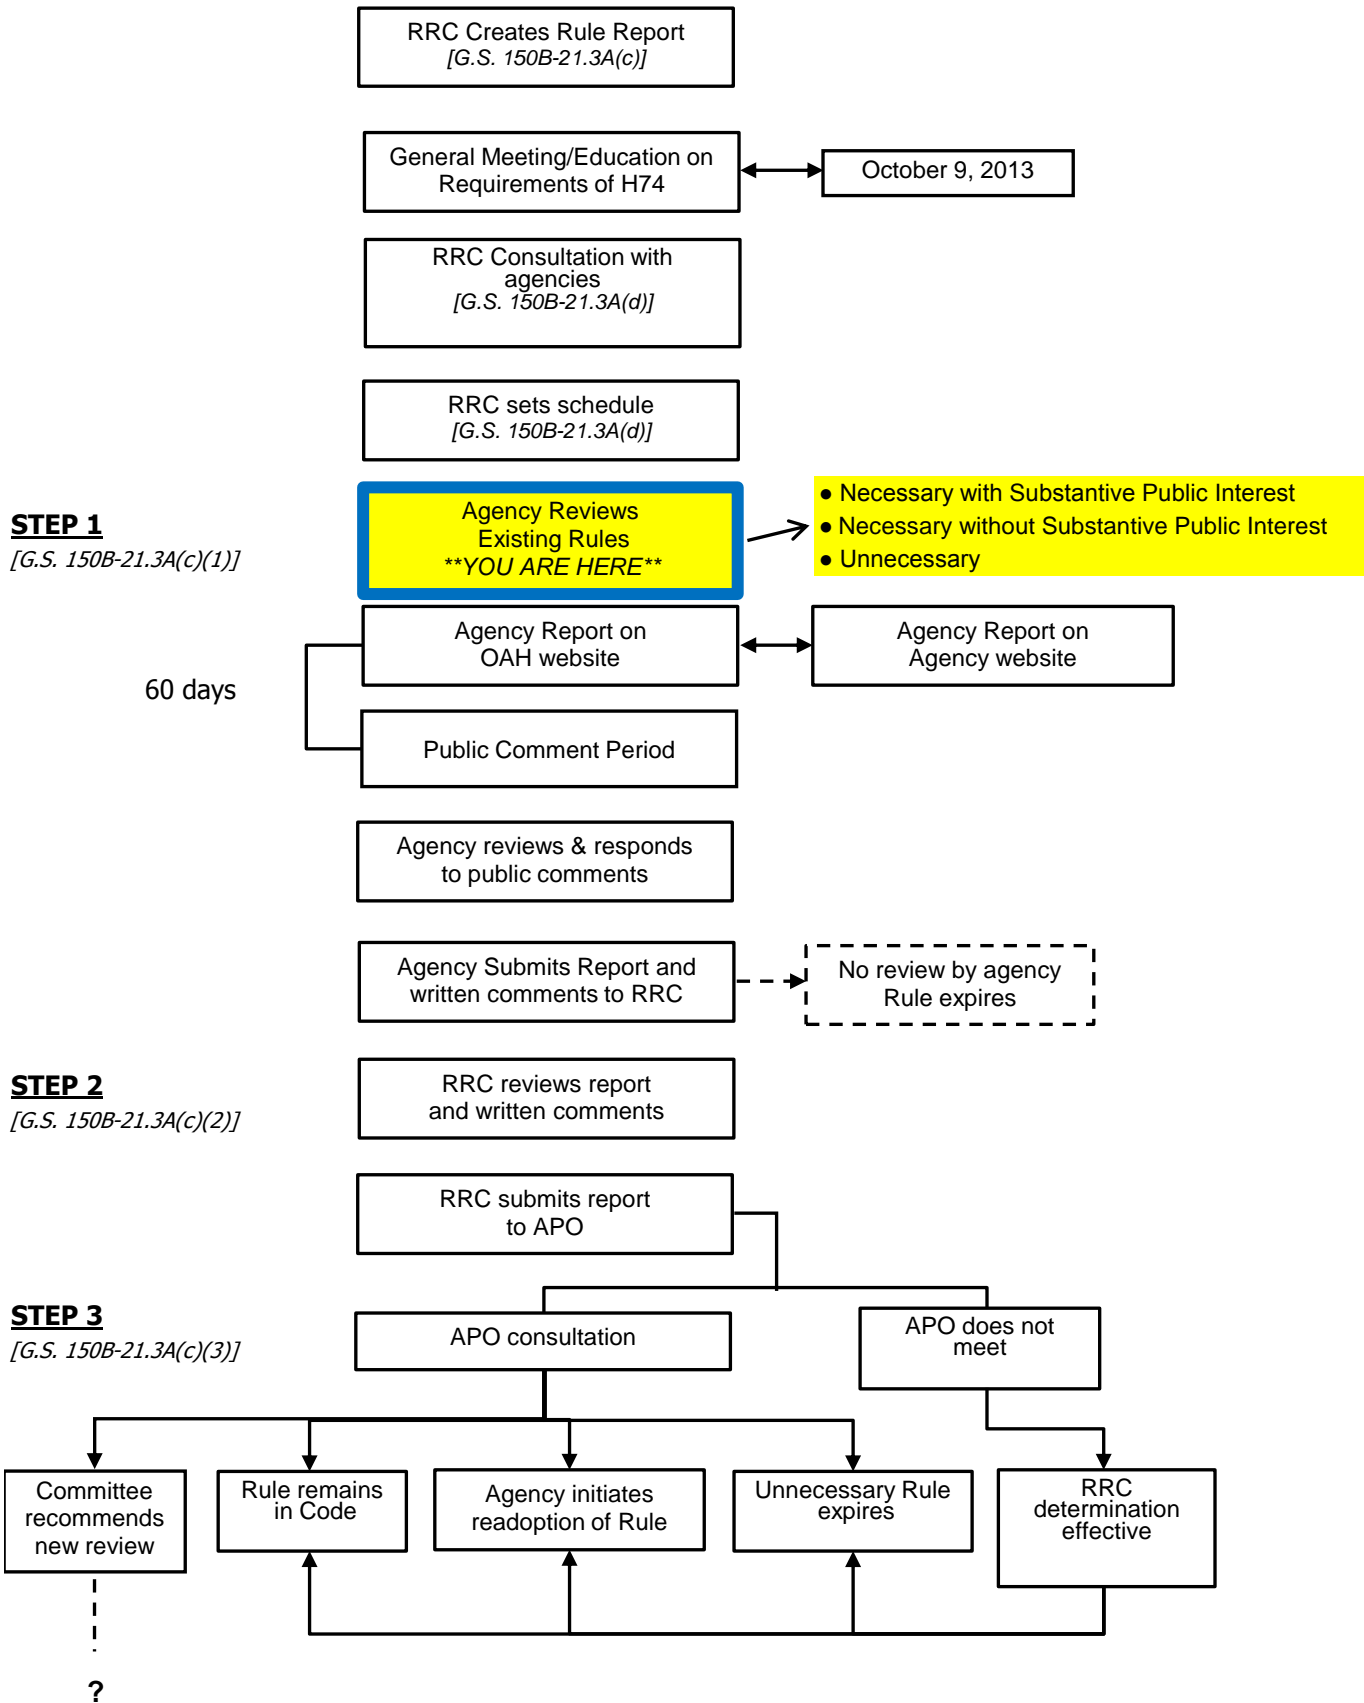 RRC Creates Rule Report
[G.S. 150B-21.3A(c)]
General Meeting/Education on
Requirements of H74
October 9, 2013
RRC Consultation with
agencies
[G.S. 150B-21.3A(d)]
RRC sets schedule
[G.S. 150B-21.3A(d)]
STEP 1
[G.S. 150B-21.3A(c)(1)]
Agency Reviews
Existing Rules
**YOU ARE HERE**
● Necessary with Substantive Public Interest
● Necessary without Substantive Public Interest
● Unnecessary
60 days
Agency Report on
OAH website
Agency Report on
Agency website
Public Comment Period
Agency reviews & responds
to public comments
Agency Submits Report and
written comments to RRC
No review by agency
Rule expires
STEP 2
[G.S. 150B-21.3A(c)(2)]
RRC reviews report
and written comments
RRC submits report
to APO
STEP 3
[G.S. 150B-21.3A(c)(3)]
APO consultation
APO does not
meet
Committee
recommends
new review
Rule remains
in Code
Agency initiates
readoption of Rule
Unnecessary Rule
expires
RRC
determination
effective
?